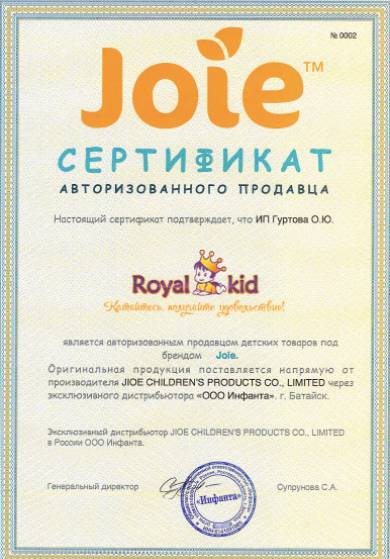 № 0002
Joie™
СЕРТИФИКАТ
АВТОРИЗОВАННОГО ПРОДАВЦА
Настоящий сертификат подтверждает, что ИП Гуртова О.Ю.
Royal kid
Катайтесь, получайте удовольствие!
является авторизованным продавцом детских товаров под
брендом Joie.
Оригинальная продукция поставляется напрямую от
производителя JIOE CHILDREN'S PRODUCTS CO., LIMITED через
эксклюзивного дистрибьютора «ООО Инфанта». г. Батайск.
Эксклюзивный дистрибьютор JIOE CHILDREN'S PRODUCTS CO., LIMITED
в России ООО Инфанта.
Генеральный директор
«Инфанта»
Супрунова С.А.